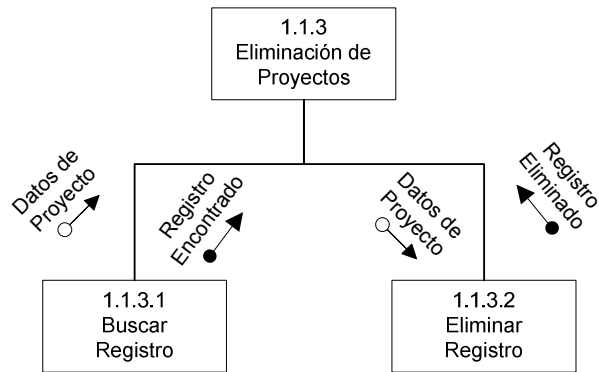 1.1.3
Eliminación de
Proyectos
Datos de
Proyecto
Registro
Encontrado
Datos de
Proyecto
Registro
Eliminado
1.1.3.1
Buscar
Registro
1.1.3.2
Eliminar
Registro